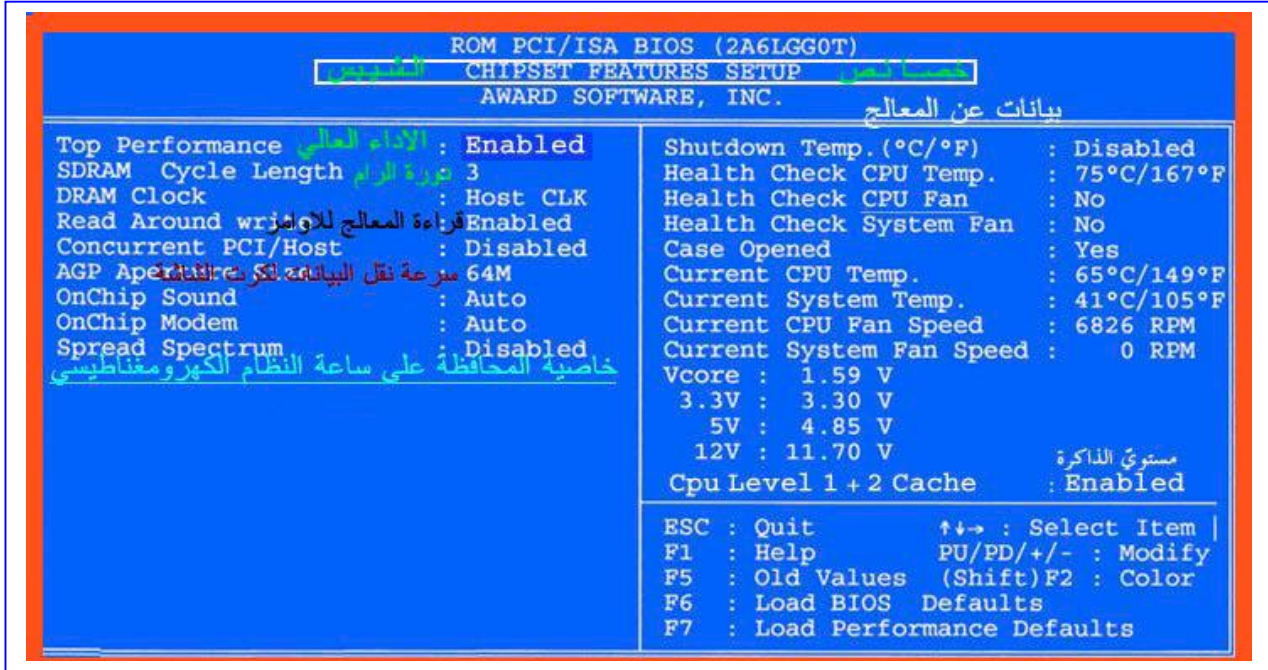 ROM PCI/ISA BIOS (2A6LGG0T)
خصائص الشيبس CHIPSET FEATURES SETUP
AWARD SOFTWARE, INC.
بيانات عن المعالج
Top Performance الاداء العالي : Enabled
SDRAM Cycle Length دورة الرام : 3
DRAM Clock : Host CLK
Read Around write قراءة المعالج للاوامر : Enabled
Concurrent PCI/Host : Disabled
AGP Aperture Size سرعة نقل البيانات لكرت الشاشة 64M
OnChip Sound : Auto
OnChip Modem : Auto
Spread Spectrum : Disabled
خاصية المحافظة على ساعة النظام الكهرومغناطيسي
Shutdown Temp.(°C/°F) : Disabled
Health Check CPU Temp. : 75°C/167°F
Health Check CPU Fan : No
Health Check System Fan : No
Case Opened : Yes
Current CPU Temp. : 65°C/149°F
Current System Temp. : 41°C/105°F
Current CPU Fan Speed : 6826 RPM
Current System Fan Speed : 0 RPM
Vcore : 1.59 V
3.3V : 3.30 V
5V : 4.85 V
12V : 11.70 V
مستويّ الذاكرة
Cpu Level 1 + 2 Cache : Enabled
ESC : Quit ↑↓→ : Select Item
F1 : Help PU/PD/+/- : Modify
F5 : Old Values (Shift)F2 : Color
F6 : Load BIOS Defaults
F7 : Load Performance Defaults